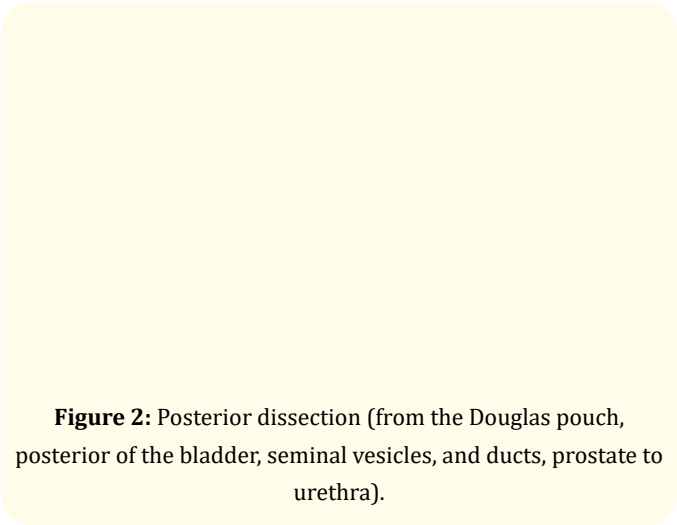 Figure 2: Posterior dissection (from the Douglas pouch,
posterior of the bladder, seminal vesicles, and ducts, prostate to
urethra).